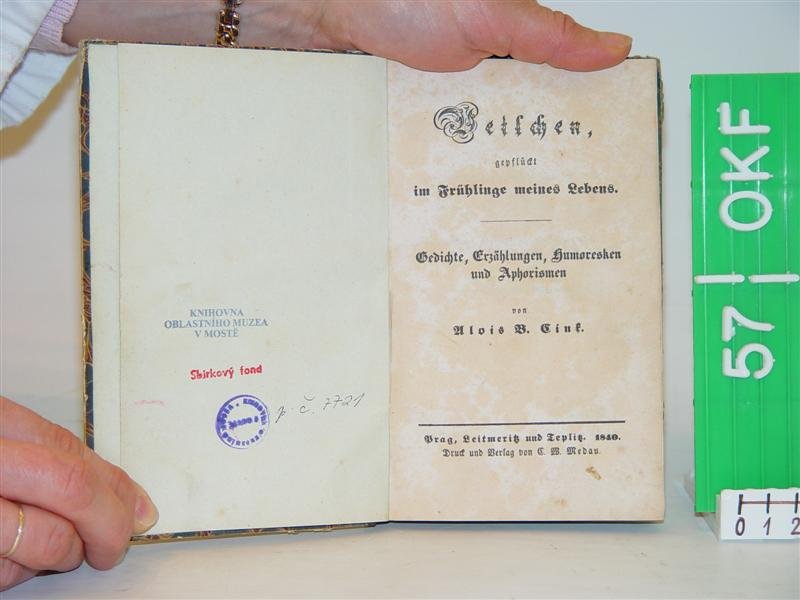 KNIHOVNA
OBLASTNÍHO MUZEA
V MOSTĚ
Sbírkový fond
p. č. 7721
Veilchen,
gepflückt
im Frühlinge meines Lebens.
Gedichte, Erzählungen, Humoresken
und Aphorismen
von
Alois V. Cink.
Prag, Leitmeritz und Teplitz. 1840.
Druck und Verlag von C. W. Medau.
57 OKF
0 1 2